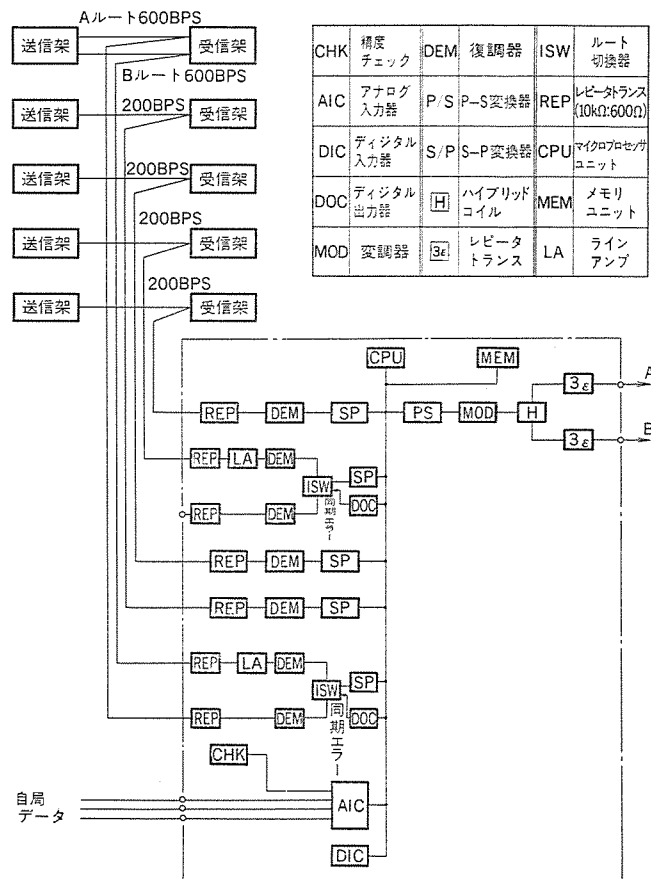 Aルート600BPS
送信架 受信架
Bルート600BPS
200BPS
送信架 受信架
200BPS
送信架 受信架
200BPS
送信架 受信架
200BPS
送信架 受信架
CHK 精度チェック DEM 復調器 ISW ルート切換器
AIC アナログ入力器 P/S P-S変換器 REP レピータトランス(10kΩ:600Ω)
DIC ディジタル入力器 S/P S-P変換器 CPU マイクロプロセッサユニット
DOC ディジタル出力器 H ハイブリッドコイル MEM メモリユニット
MOD 変調器 3ε レピータトランス LA ラインアンプ
CPU MEM
A
3ε
REP DEM SP PS MOD H
B
3ε
REP LA DEM
SP
ISW
DOC
同期エラー
REP DEM
REP DEM SP
REP DEM SP
REP LA DEM
SP
ISW
DOC
同期エラー
REP DEM
CHK
自局
データ
AIC
DIC